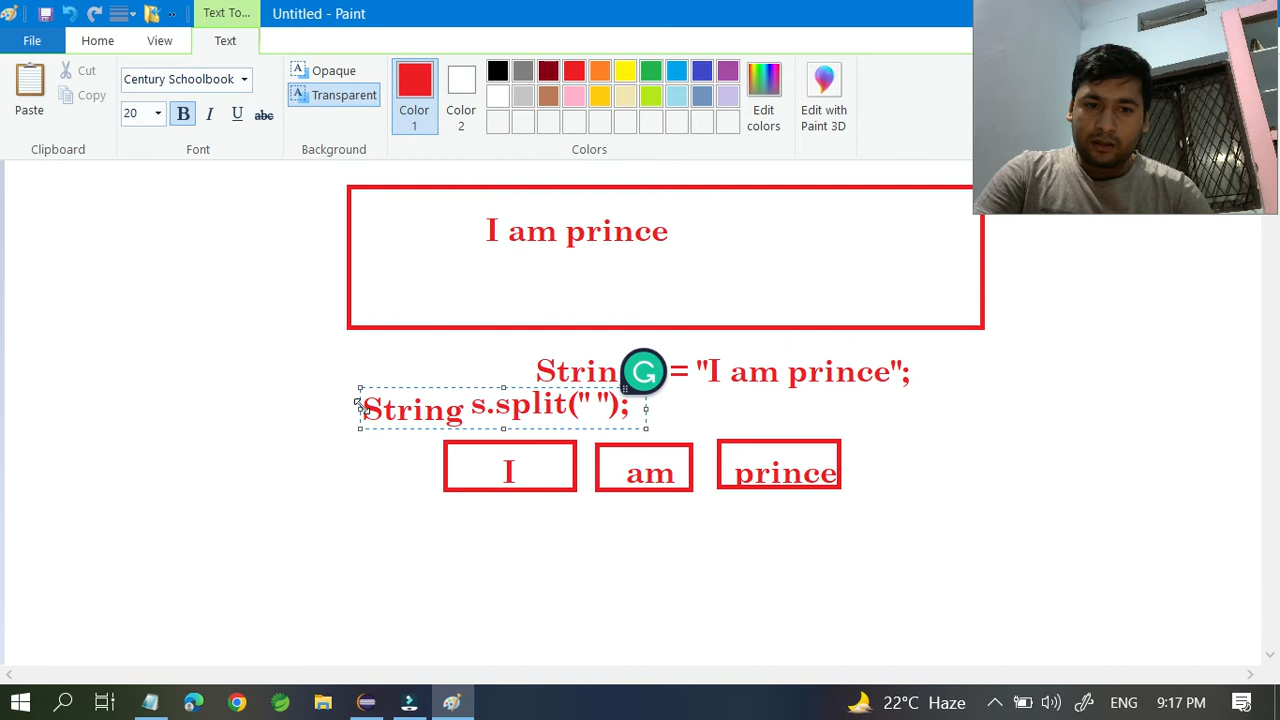 Text To...
Untitled - Paint
File
Home
View
Text
Paste
Cut
Copy
Clipboard
Century Schoolbook
20
B
I
U
abc
Font
A Opaque
A Transparent
Background
Color 1
Color 2
Edit colors
Edit with Paint 3D
Colors
I am prince
Strin = "I am prince";
String s.split(" ");
I am prince
22°C Haze
ENG
9:17 PM